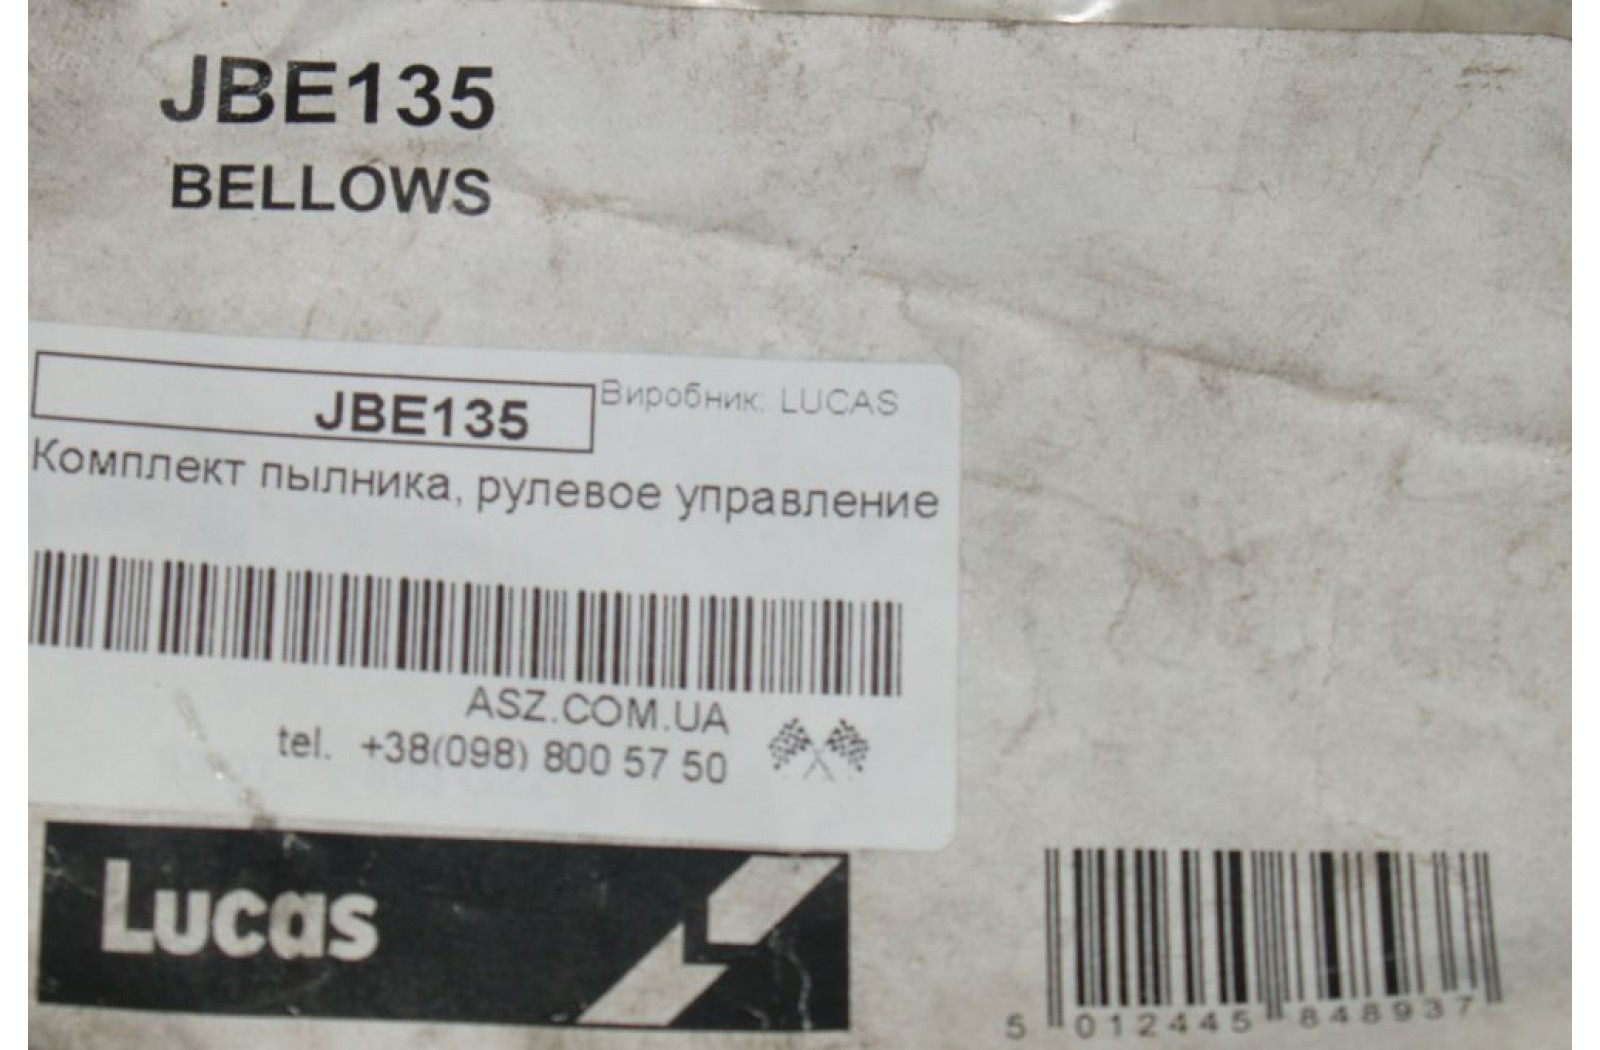 JBE135
BELLOWS
JBE135
Виробник: LUCAS
Комплект пылника, рулевое управление
ASZ.COM.UA
tel. +38(098) 800 57 50
Lucas
5 012445 848937